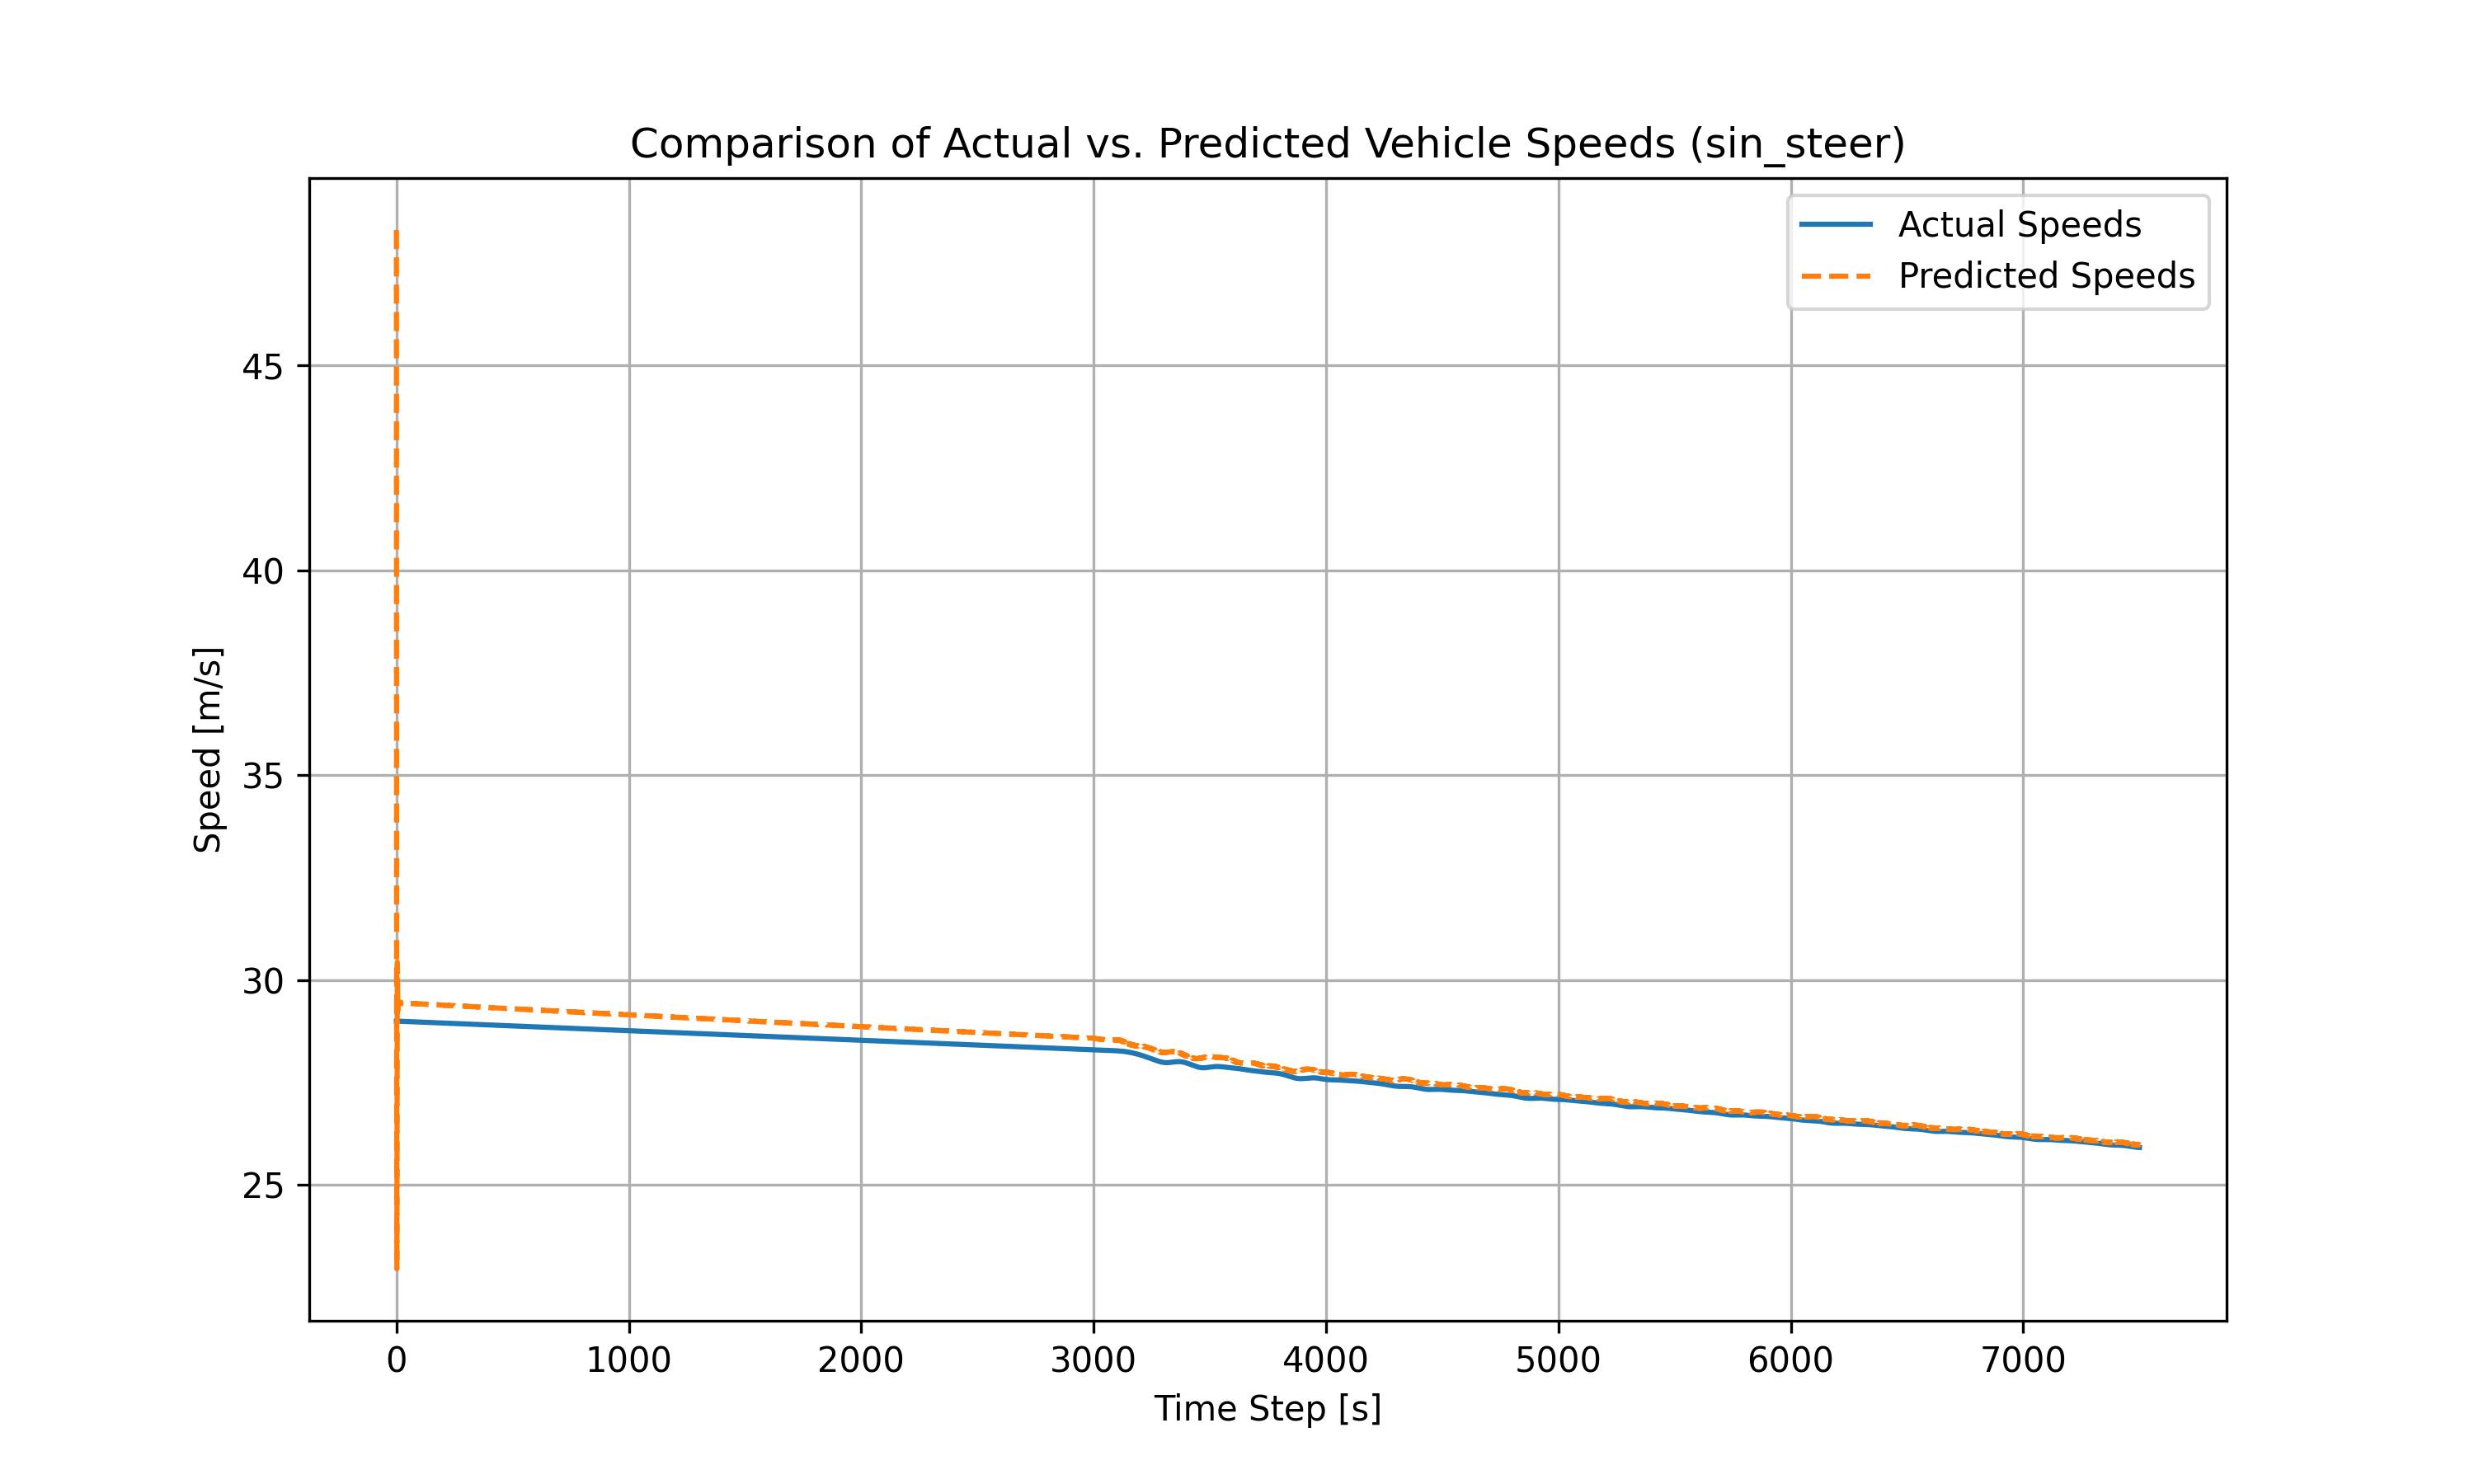 Comparison of Actual vs. Predicted Vehicle Speeds (sin_steer)
Actual Speeds
Predicted Speeds
Speed [m/s]
45
40
35
30
25
0 1000 2000 3000 4000 5000 6000 7000
Time Step [s]